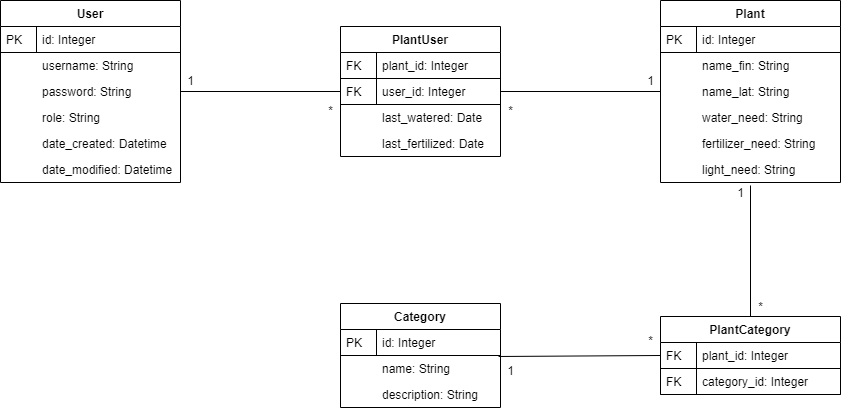 User
PK id: Integer
username: String
password: String
role: String
date_created: Datetime
date_modified: Datetime
1
*
PlantUser
FK plant_id: Integer
FK user_id: Integer
last_watered: Date
last_fertilized: Date
*
1
Plant
PK id: Integer
name_fin: String
name_lat: String
water_need: String
fertilizer_need: String
light_need: String
1
*
Category
PK id: Integer
name: String
description: String
1
*
PlantCategory
FK plant_id: Integer
FK category_id: Integer